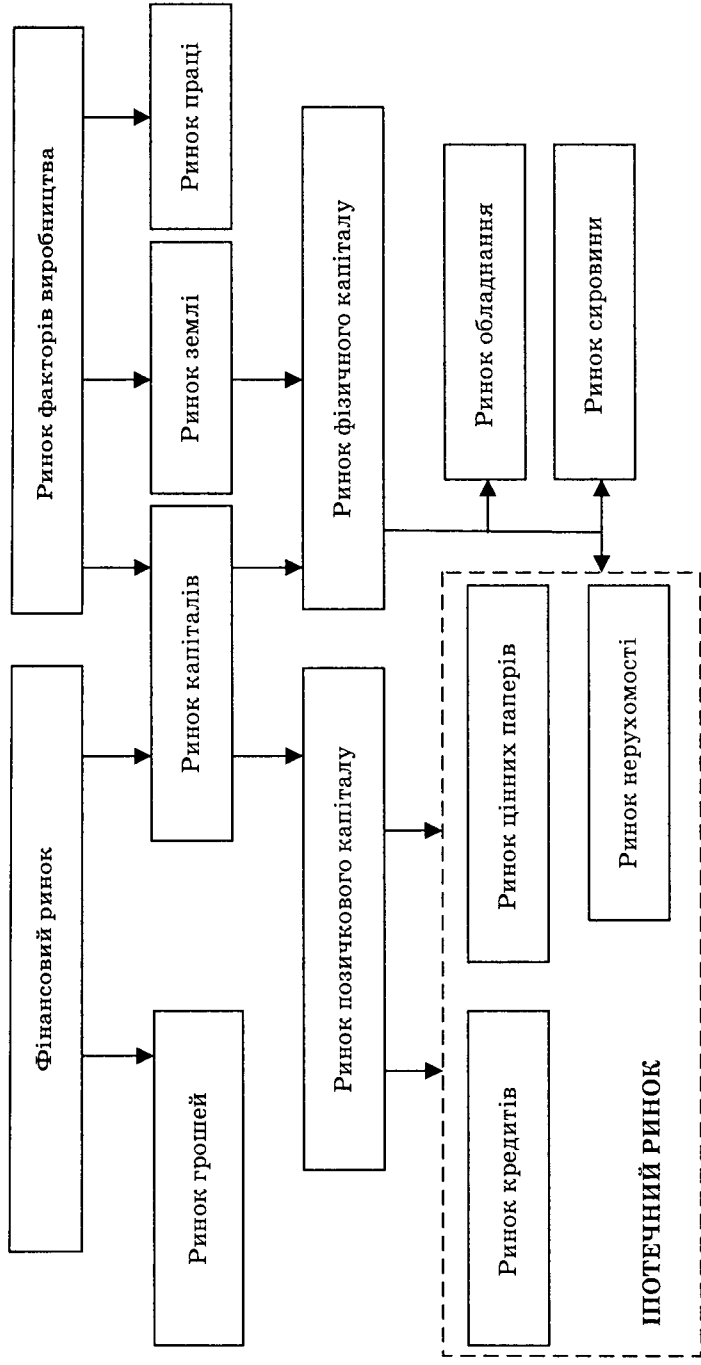 Фінансовий ринок
Ринок факторів виробництва
Ринок грошей
Ринок капіталів
Ринок землі
Ринок праці
Ринок позичкового капіталу
Ринок фізичного капіталу
Ринок кредитів
Ринок цінних паперів
Ринок обладнання
Ринок нерухомості
Ринок сировини
ІПОТЕЧНИЙ РИНОК